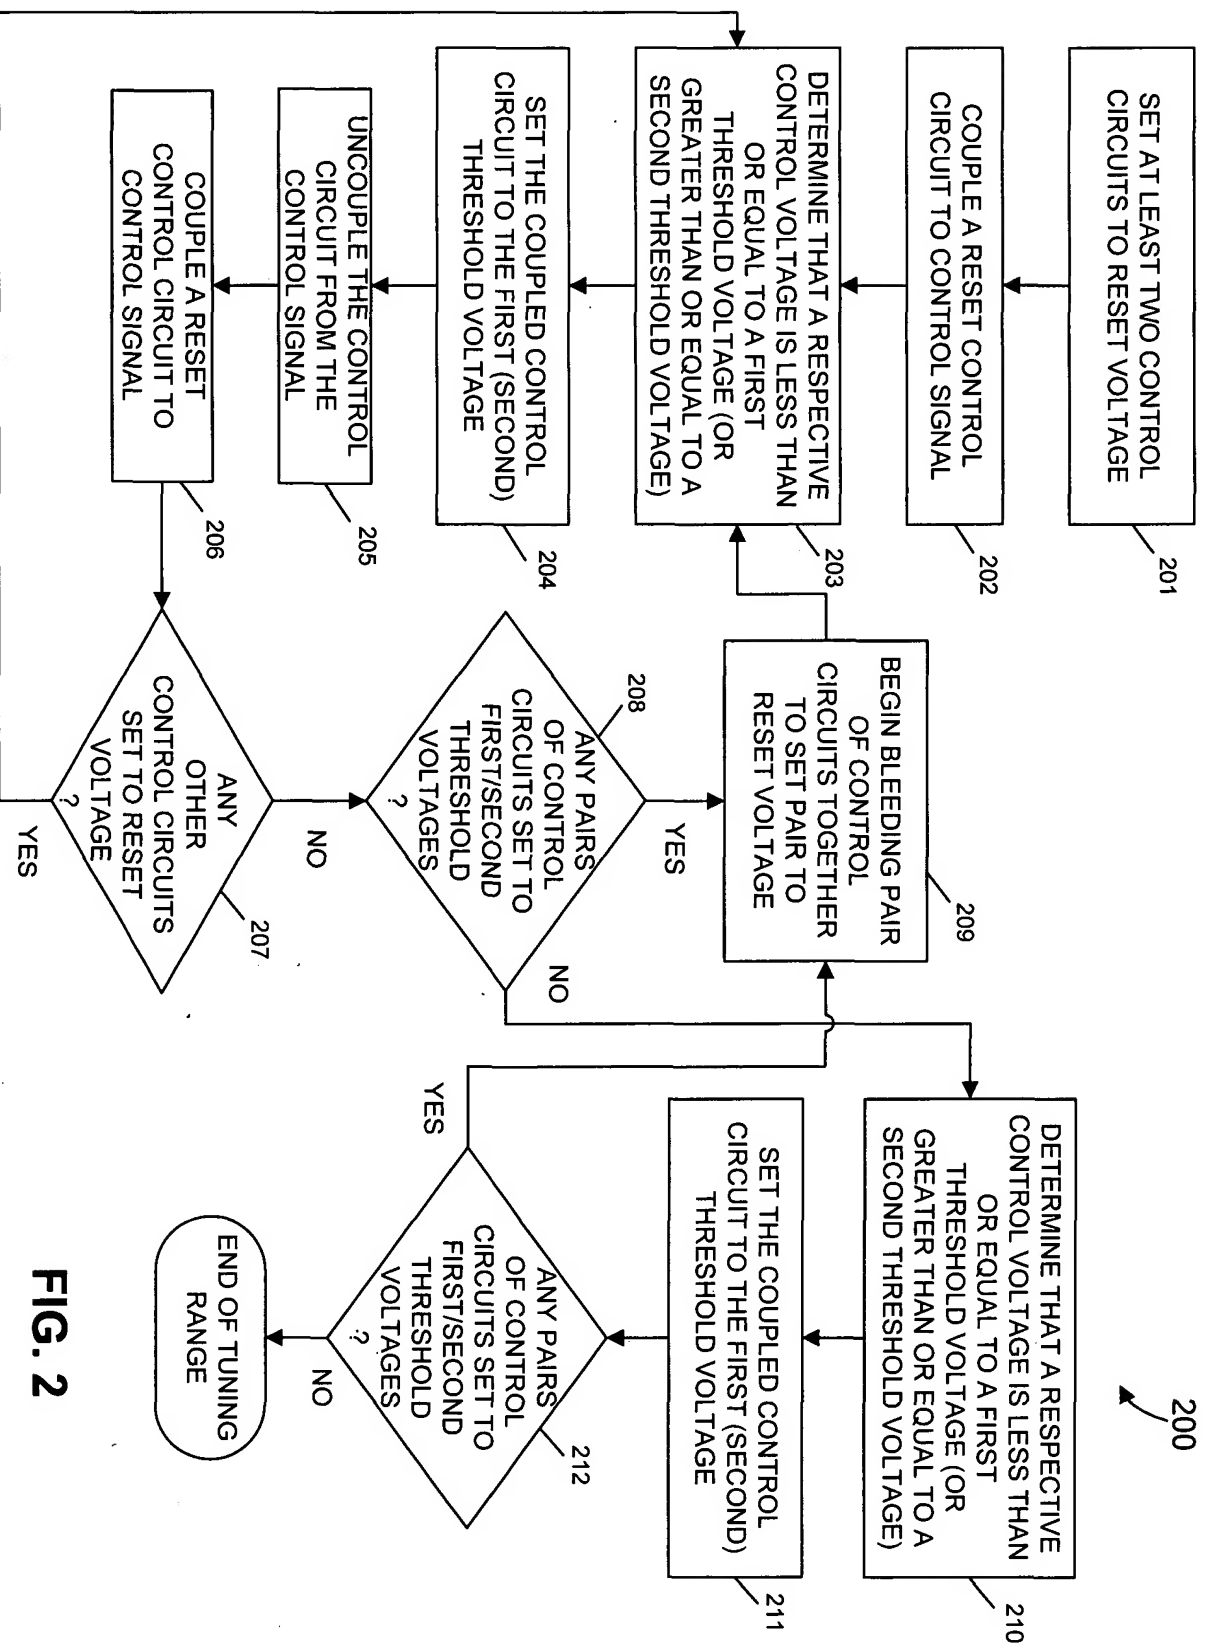 200
SET AT LEAST TWO CONTROL
CIRCUITS TO RESET VOLTAGE
201
COUPLE A RESET CONTROL
CIRCUIT TO CONTROL SIGNAL
202
DETERMINE THAT A RESPECTIVE
CONTROL VOLTAGE IS LESS THAN
OR EQUAL TO A FIRST
THRESHOLD VOLTAGE (OR
GREATER THAN OR EQUAL TO A
SECOND THRESHOLD VOLTAGE)
203
SET THE COUPLED CONTROL
CIRCUIT TO THE FIRST (SECOND)
THRESHOLD VOLTAGE
204
UNCOUPLE THE CONTROL
CIRCUIT FROM THE
CONTROL SIGNAL
205
COUPLE A RESET
CONTROL CIRCUIT TO
CONTROL SIGNAL
206
ANY
OTHER
CONTROL CIRCUITS
SET TO RESET
VOLTAGE
?
207
YES
NO
ANY PAIRS
OF CONTROL
CIRCUITS SET TO
FIRST/SECOND
THRESHOLD
VOLTAGES
?
208
YES
NO
BEGIN BLEEDING PAIR
OF CONTROL
CIRCUITS TOGETHER
TO SET PAIR TO
RESET VOLTAGE
209
DETERMINE THAT A RESPECTIVE
CONTROL VOLTAGE IS LESS THAN
OR EQUAL TO A FIRST
THRESHOLD VOLTAGE (OR
GREATER THAN OR EQUAL TO A
SECOND THRESHOLD VOLTAGE)
210
SET THE COUPLED CONTROL
CIRCUIT TO THE FIRST (SECOND)
THRESHOLD VOLTAGE
211
ANY PAIRS
OF CONTROL
CIRCUITS SET TO
FIRST/SECOND
THRESHOLD
VOLTAGES
?
212
YES
NO
END OF TUNING
RANGE
FIG. 2